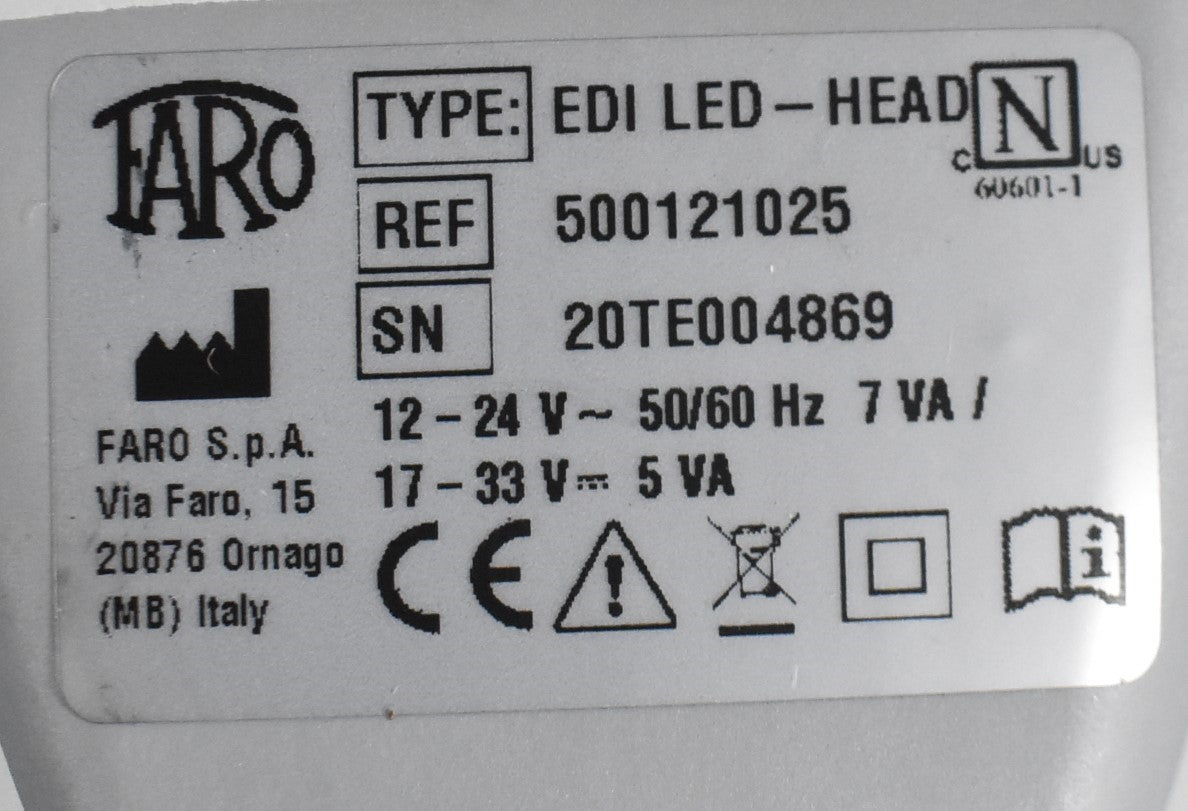 FARO
TYPE: EDI LED – HEAD
N
C US
60601-1
REF 500121025
SN 20TE004869
12 – 24 V ~ 50/60 Hz 7 VA /
17 – 33 V ⎓ 5 VA
FARO S.p.A.
Via Faro, 15
20876 Ornago
(MB) Italy
CE
i